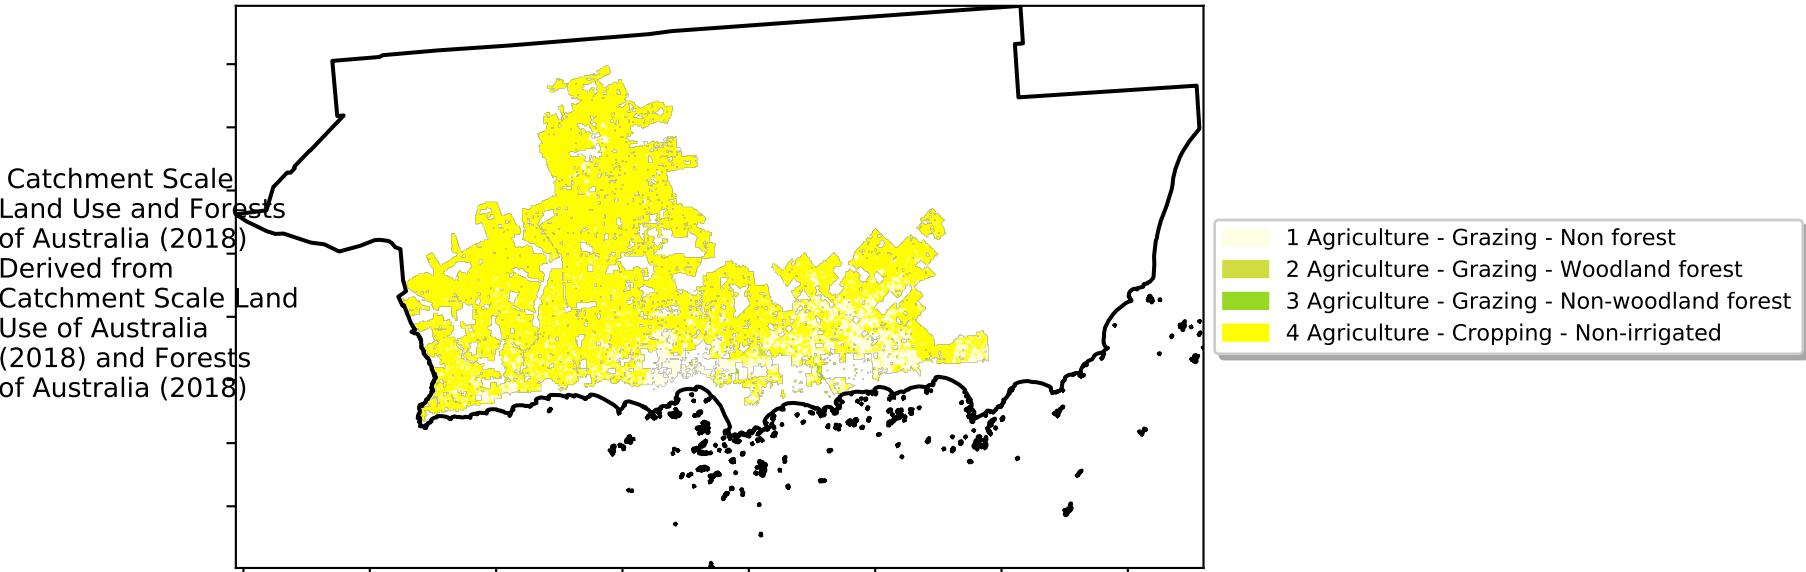 Catchment Scale
Land Use and Forests
of Australia (2018)
Derived from
Catchment Scale Land
Use of Australia
(2018) and Forests
of Australia (2018)
1 Agriculture - Grazing - Non forest
2 Agriculture - Grazing - Woodland forest
3 Agriculture - Grazing - Non-woodland forest
4 Agriculture - Cropping - Non-irrigated